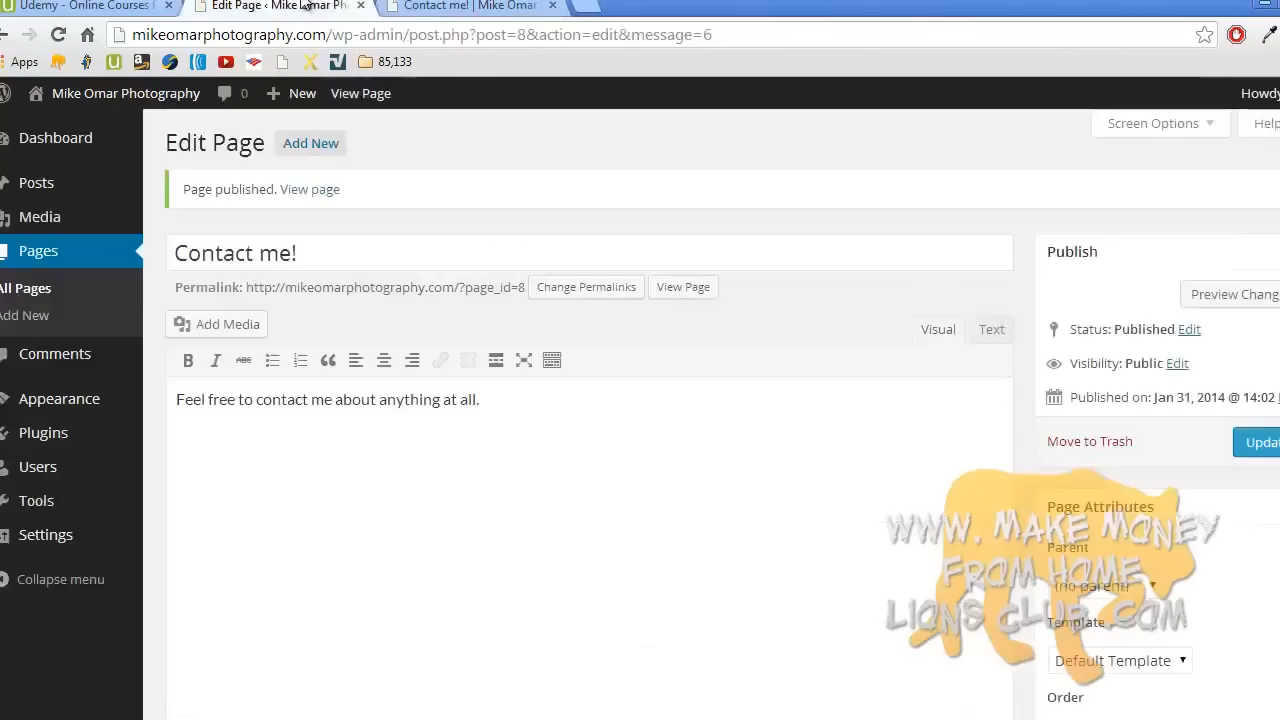 Udemy - Online Courses
Edit Page ‹ Mike Omar Ph
Contact me! | Mike Omar
mikeomarphotography.com/wp-admin/post.php?post=8&action=edit&message=6
Apps
85,133
Mike Omar Photography
0
New
View Page
Howdy
Dashboard
Posts
Media
Pages
All Pages
Add New
Comments
Appearance
Plugins
Users
Tools
Settings
Collapse menu
Edit Page
Add New
Screen Options
Help
Page published. View page
Contact me!
Permalink: http://mikeomarphotography.com/?page_id=8
Change Permalinks
View Page
Add Media
Visual
Text
B I ABC
Feel free to contact me about anything at all.
Publish
Preview Chang
Status: Published Edit
Visibility: Public Edit
Published on: Jan 31, 2014 @ 14:02
Move to Trash
Updat
Page Attributes
Parent
(no parent)
Template
Default Template
Order
WWW. MAKE MONEY
FROM HOME
LIONS CLUB.COM